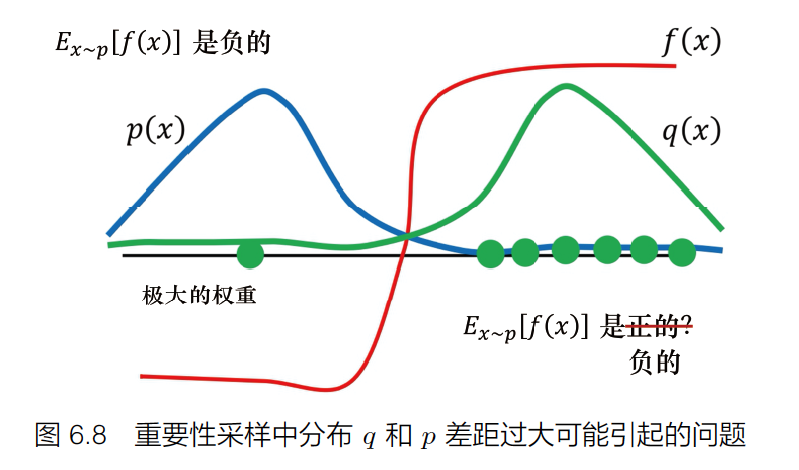 E_{x~p}[f(x)] 是负的
f(x)
p(x)
q(x)
极大的权重
E_{x~p}[f(x)] 是正的?
负的
图 6.8 重要性采样中分布 q 和 p 差距过大可能引起的问题